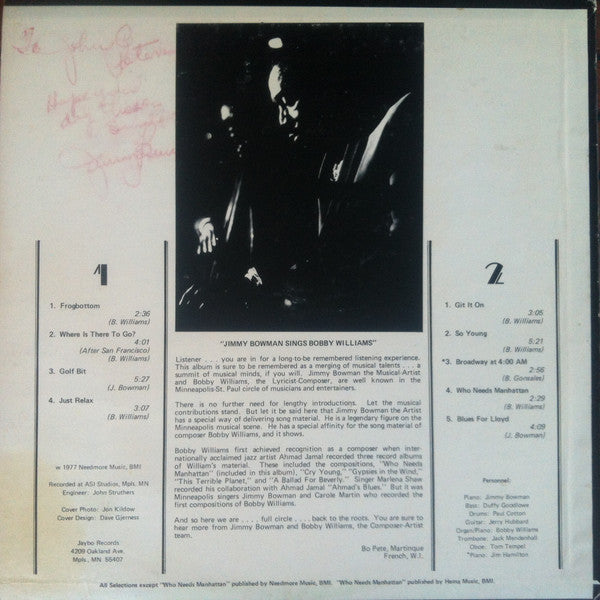 To John C.
Peters
Hope your
day
Jimmy
1
1. Frogbottom
2:36
(B. Williams)
2. Where Is There To Go?
4:01
(After San Francisco)
(B. Williams)
3. Golf Bit
5:27
(J. Bowman)
4. Just Relax
3:07
(B. Williams)
w 1977 Needmore Music, BMI
Recorded at ASI Studios, Mpls. MN
Engineer: John Struthers
Cover Photo: Jon Kildow
Cover Design: Dave Gjerness
Jaybo Records
4209 Oakland Ave.
Mpls., MN 55407
"JIMMY BOWMAN SINGS BOBBY WILLIAMS"
Listener . . . you are in for a long-to-be remembered listening experience.
This album is sure to be remembered as a merging of musical talents . . . a
summit of musical minds, if you will. Jimmy Bowman the Musical-Artist
and Bobby Williams, the Lyricist-Composer, are well known in the
Minneapolis-St. Paul circle of musicians and entertainers.
There is no further need for lengthy introductions. Let the musical
contributions stand. But let it be said here that Jimmy Bowman the Artist
has a special way of delivering song material. He is a legendary figure on the
Minneapolis musical scene. He has a special affinity for the song material of
composer Bobby Williams, and it shows.
Bobby Williams first achieved recognition as a composer when inter-
nationally acclaimed jazz artist Ahmad Jamal recorded three record albums
of William's material. These included the compositions, "Who Needs
Manhattan" (included in this album), "Cry Young," "Gypsies in the Wind,"
"This Terrible Planet," and "A Ballad For Beverly." Singer Marlena Shaw
recorded his collaboration with Ahmad Jamal "Ahmad's Blues." But it was
Minneapolis singers Jimmy Bowman and Carole Martin who recorded the
first compositions of Bobby Williams.
And so here we are . . . . full circle . . . . back to the roots. You are sure to
hear more from Jimmy Bowman and Bobby Williams, the Composer-Artist
team.
Bo Pete, Martinique
French, W.I.
2
1. Git It On
3:05
(B. Williams)
2. So Young
5:21
(B. Williams)
*3. Broadway at 4:00 AM
2:56
(B. Gonsales)
4. Who Needs Manhattan
2:29
(B. Williams)
5. Blues For Lloyd
4:09
(J. Bowman)
Personnel:
Piano: Jimmy Bowman
Bass: Duffy Goodlowe
Drums: Paul Cotton
Guitar: Jerry Hubbard
Organ/Piano: Bobby Williams
Trombone: Jack Mendenhall
Oboe: Tom Tempel
*Piano: Jim Hamilton
All Selections except "Who Needs Manhattan" published by Needmore Music, BMI. "Who Needs Manhattan" published by Hema Music, BMI.